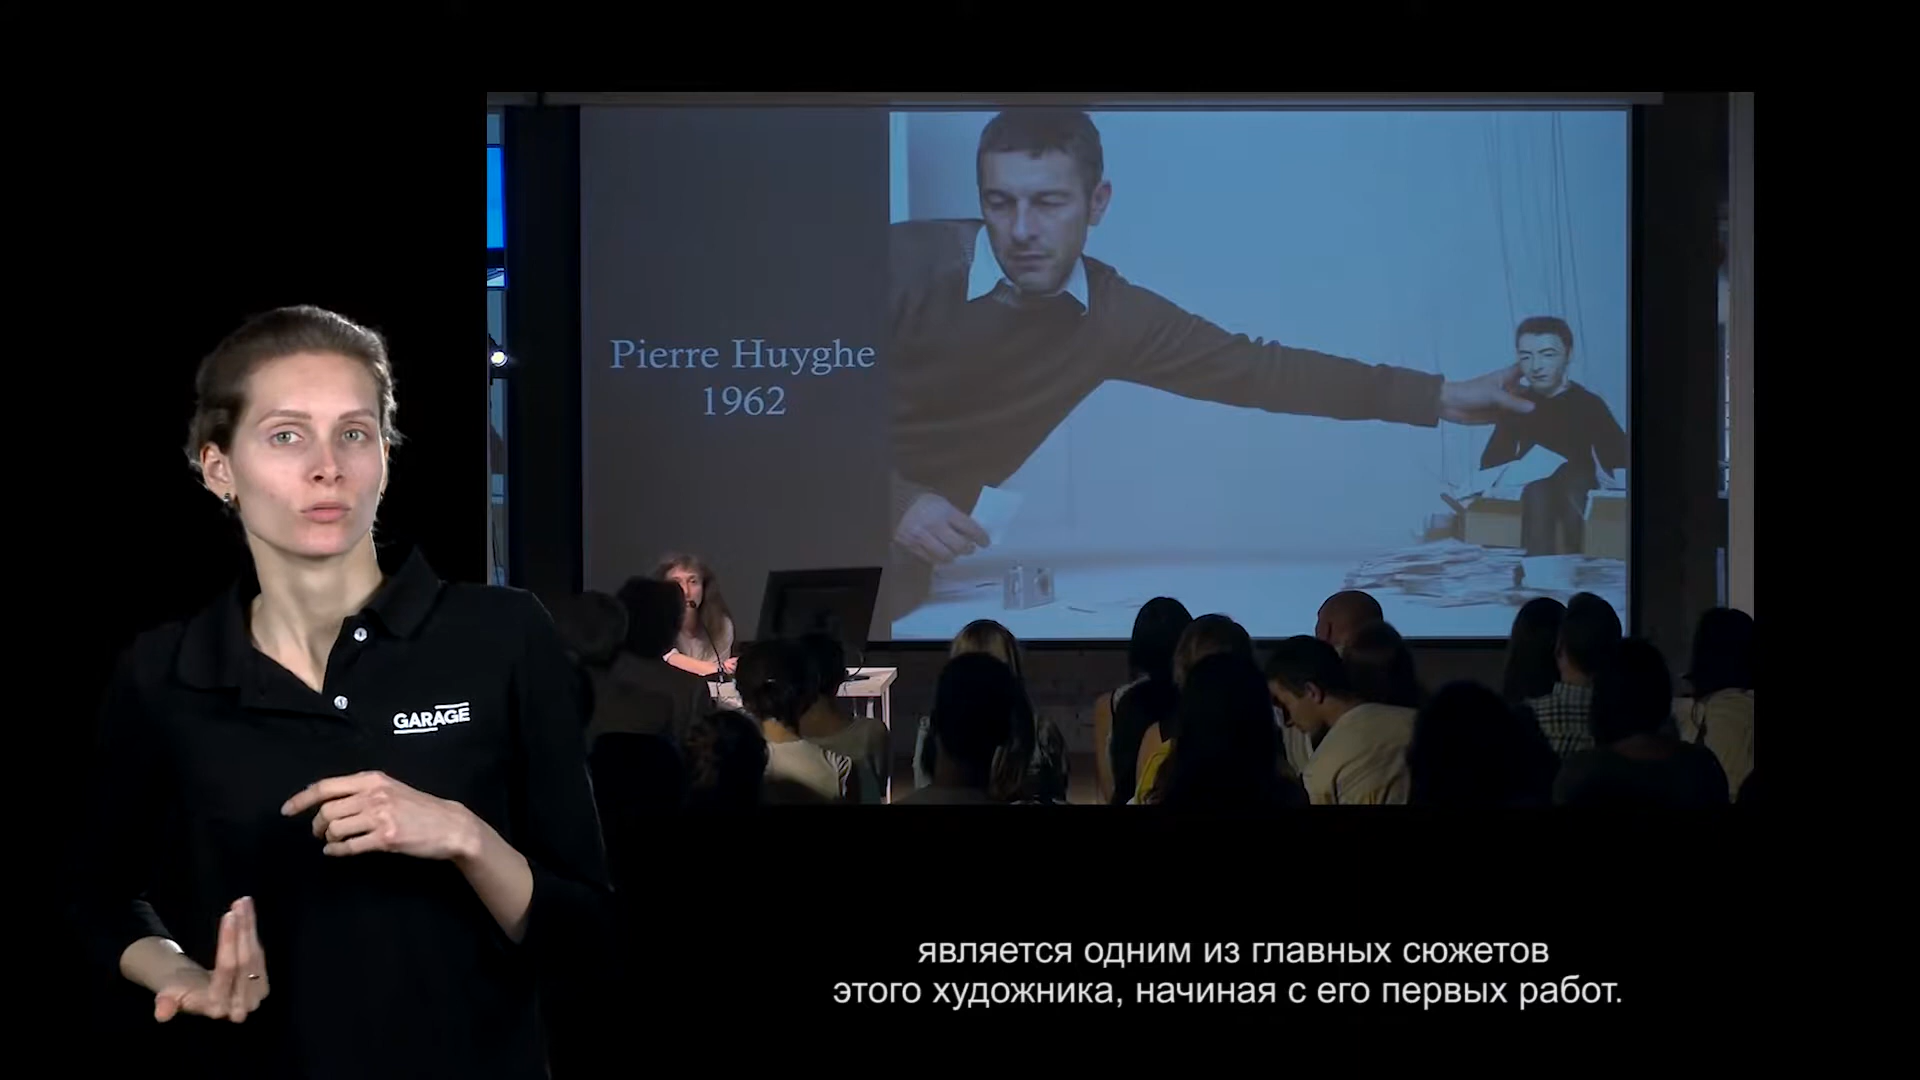 Pierre Huyghe
1962
GARAGE
является одним из главных сюжетов
этого художника, начиная с его первых работ.